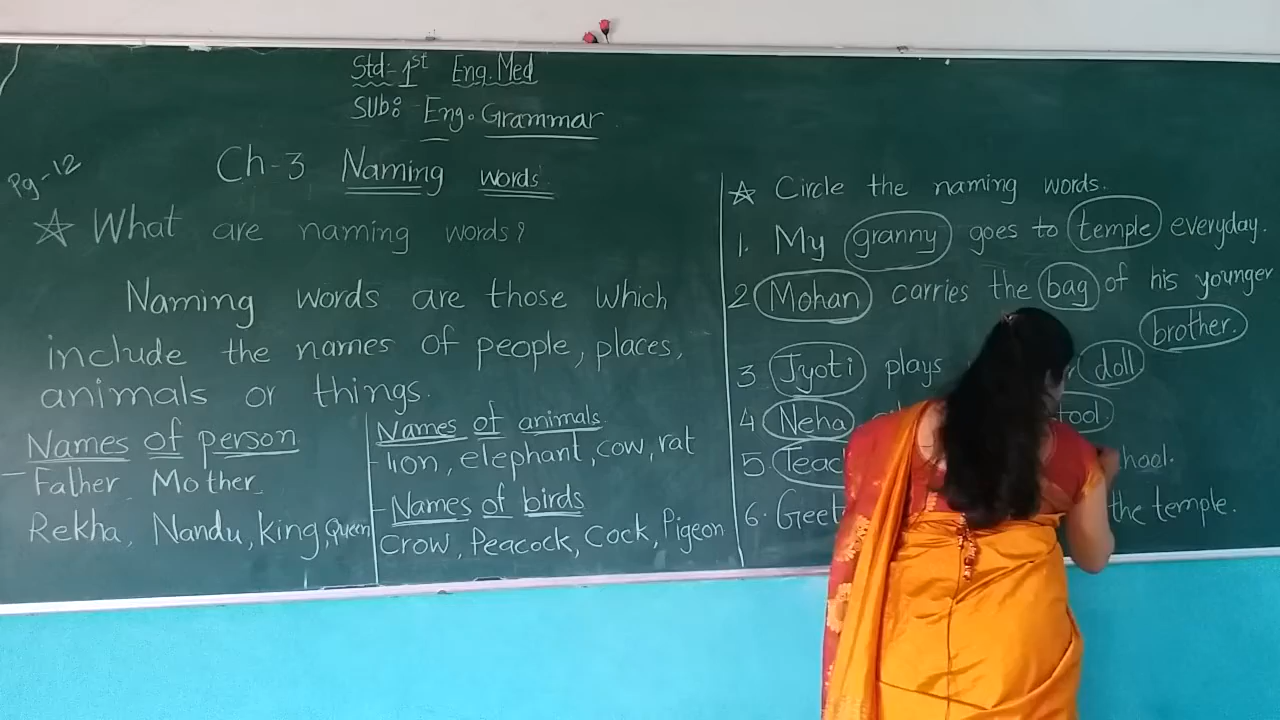 Std:- 1st Eng. Med
Sub: Eng. Grammar
Pg-12
Ch-3 Naming words.
☆ What are naming words?
Naming words are those which
include the names of people, places,
animals or things.
Names of person
- Father Mother
Rekha, Nandu, king, Queen
Names of animals
- lion, elephant, cow, rat
- Names of birds
Crow, Peacock, Cock, Pigeon
☆ Circle the naming words.
1. My granny goes to temple everyday.
2 Mohan carries the bag of his younger
brother.
3 Jyoti plays doll
4 Neha
5 
6. the temple.